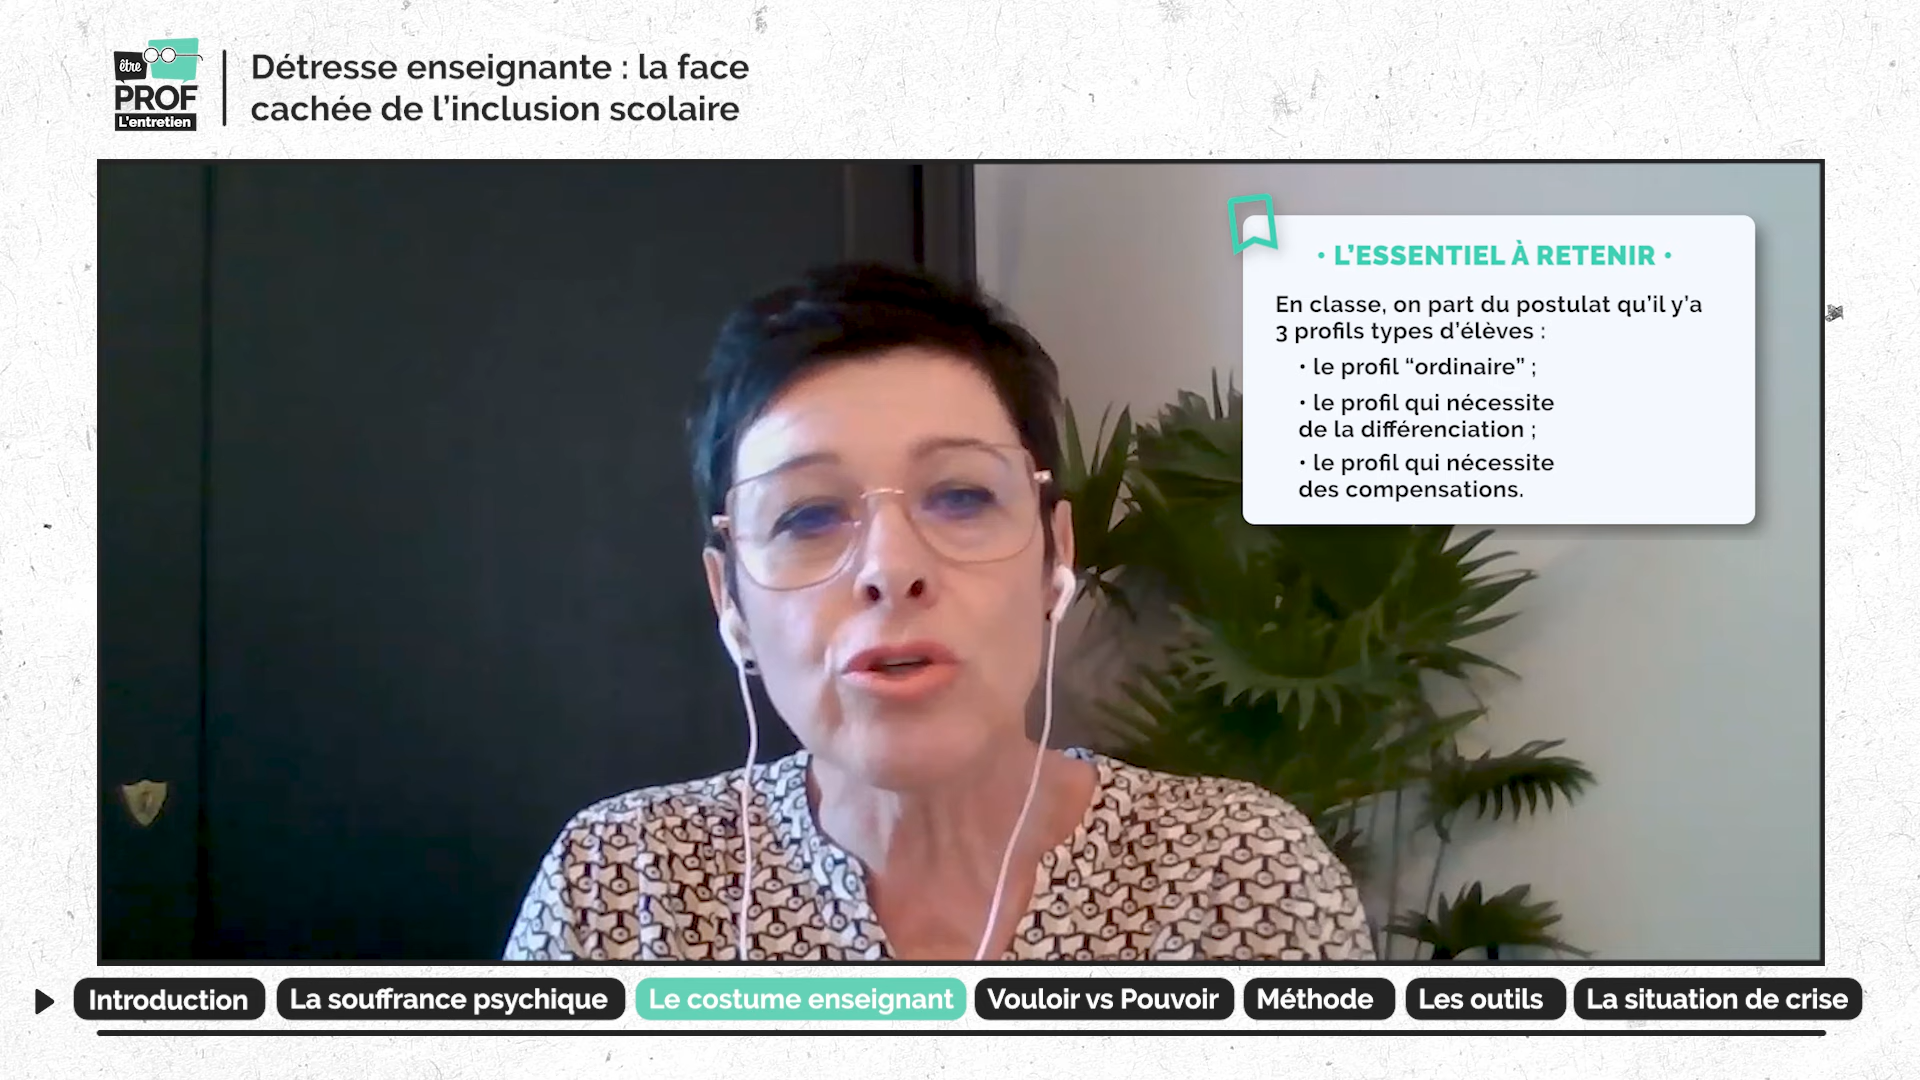 être
PROF
L'entretien
Détresse enseignante : la face
cachée de l'inclusion scolaire
• L'ESSENTIEL À RETENIR •
En classe, on part du postulat qu'il y'a
3 profils types d'élèves :
• le profil “ordinaire” ;
• le profil qui nécessite
de la différenciation ;
• le profil qui nécessite
des compensations.
Introduction
La souffrance psychique
Le costume enseignant
Vouloir vs Pouvoir
Méthode
Les outils
La situation de crise